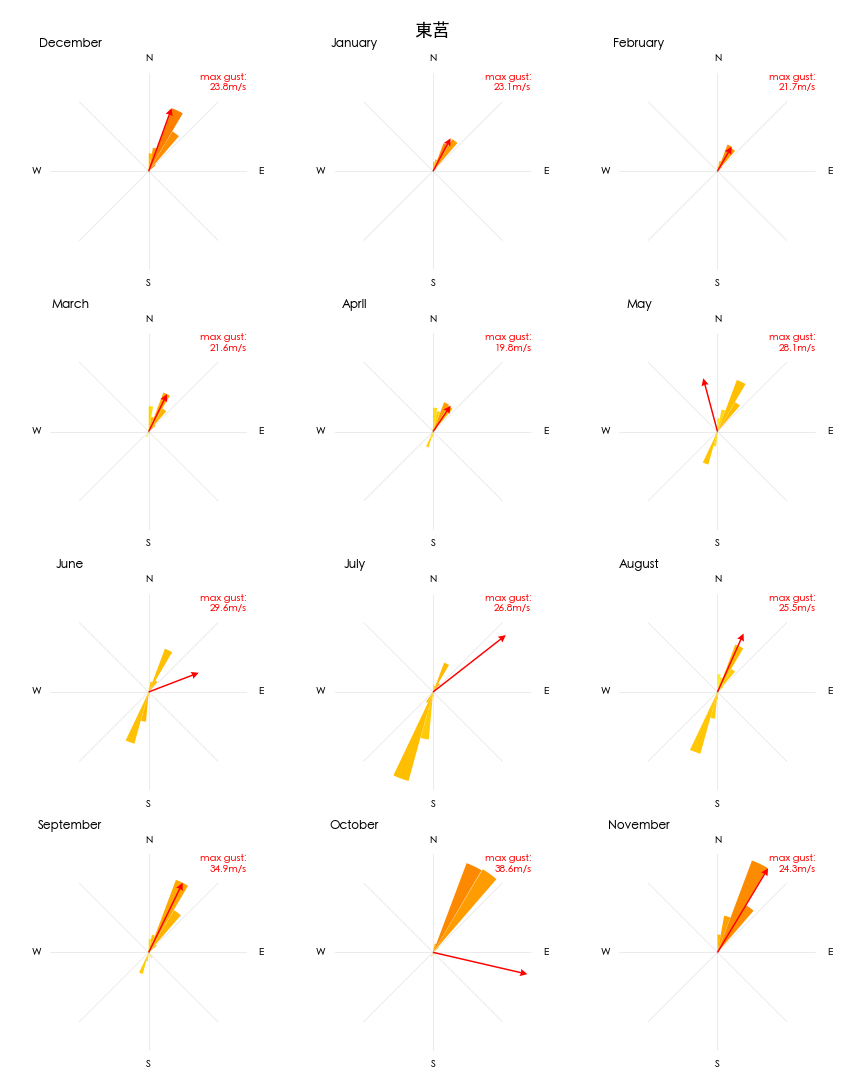 東莒
December
N
max gust:
23.8m/s
W
E
S
January
N
max gust:
23.1m/s
W
E
S
February
N
max gust:
21.7m/s
W
E
S
March
N
max gust:
21.6m/s
W
E
S
April
N
max gust:
19.8m/s
W
E
S
May
N
max gust:
28.1m/s
W
E
S
June
N
max gust:
29.6m/s
W
E
S
July
N
max gust:
26.8m/s
W
E
S
August
N
max gust:
25.5m/s
W
E
S
September
N
max gust:
34.9m/s
W
E
S
October
N
max gust:
38.6m/s
W
E
S
November
N
max gust:
24.3m/s
W
E
S